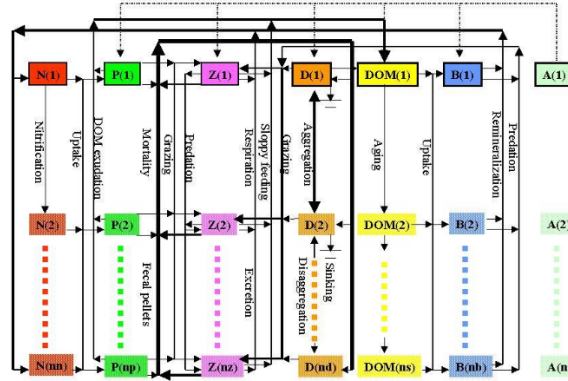 N(1) P(1) Z(1) D(1) DOM(1) B(1) A(1)
Nitrification
Uptake
DOM exudation
Mortality
Grazing
Predation
Respiration
Sloppy feeding
Grazing
Aggregation
Aging
Uptake
Remineralization
Predation
N(2) P(2) Z(2) D(2) DOM(2) B(2) A(2)
Fecal pellets
Excretion
Disaggregation
Sinking
N(nn) P(np) Z(nz) D(nd) DOM(ns) B(nb) A(n